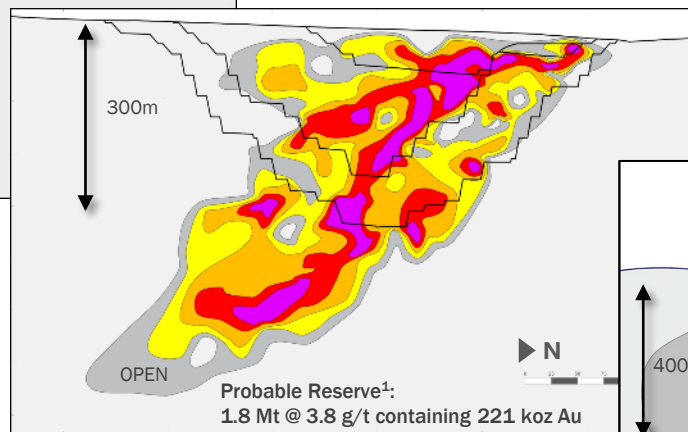 300m
N
OPEN
Probable Reserve¹:
1.8 Mt @ 3.8 g/t containing 221 koz Au
400